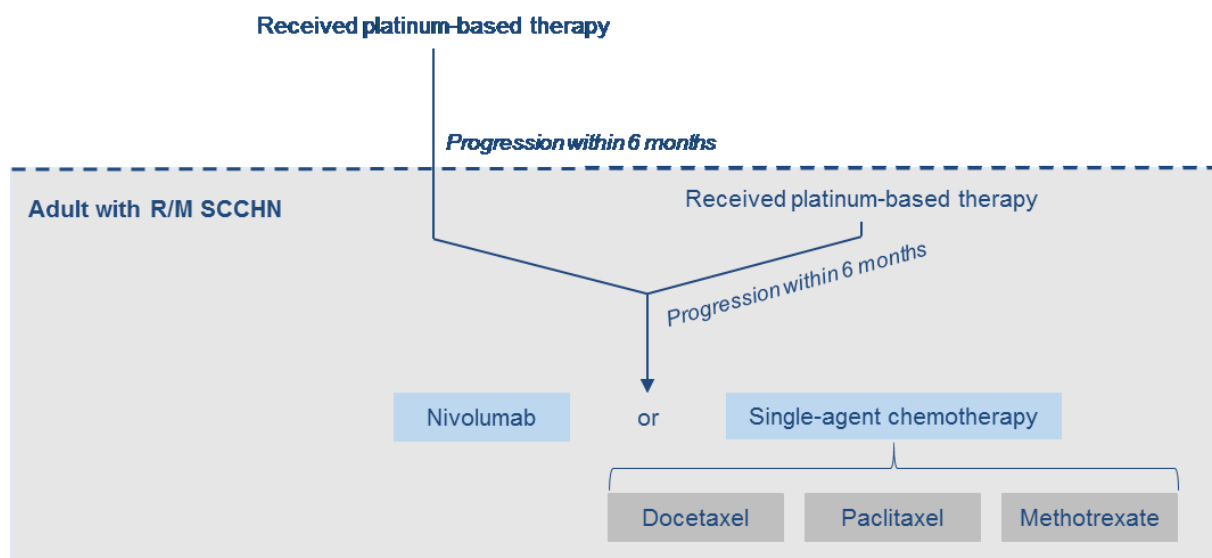 Received platinum-based therapy
Progression within 6 months
Adult with R/M SCCHN
Received platinum-based therapy
Progression within 6 months
Nivolumab
or
Single-agent chemotherapy
Docetaxel
Paclitaxel
Methotrexate